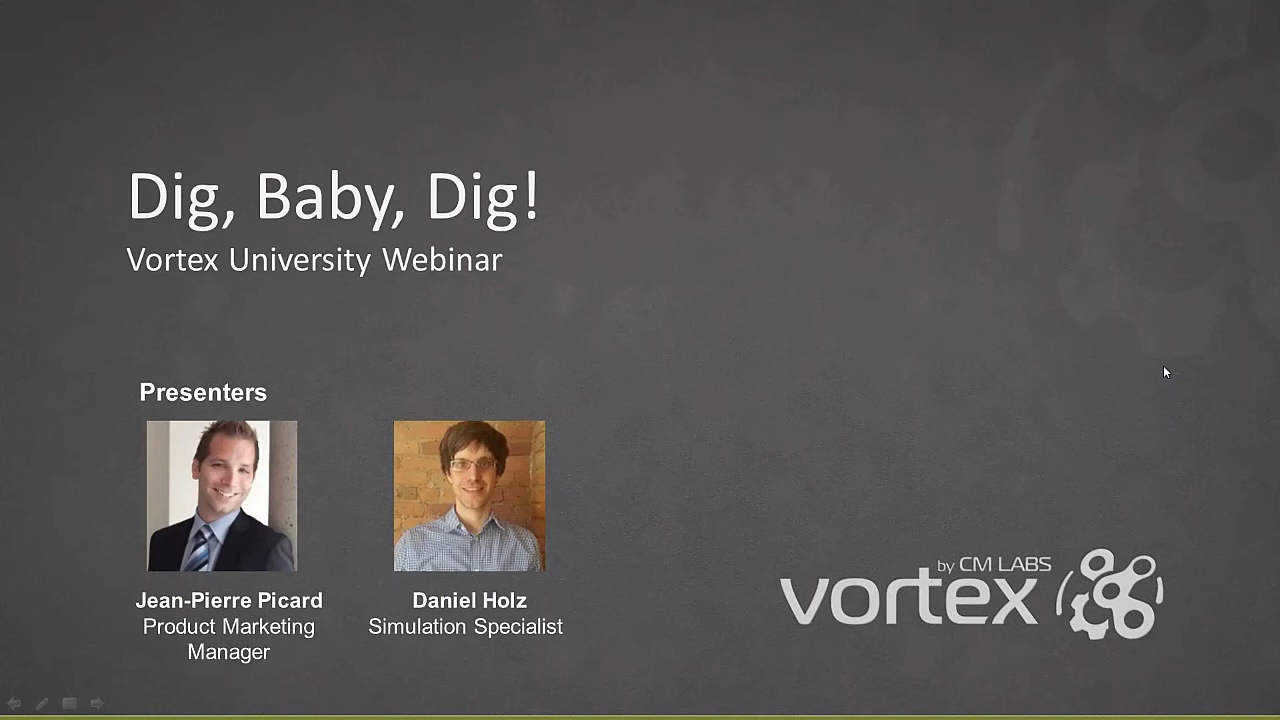 Dig, Baby, Dig!
Vortex University Webinar
Presenters
Jean-Pierre Picard
Product Marketing
Manager
Daniel Holz
Simulation Specialist
by CM LABS
vortex